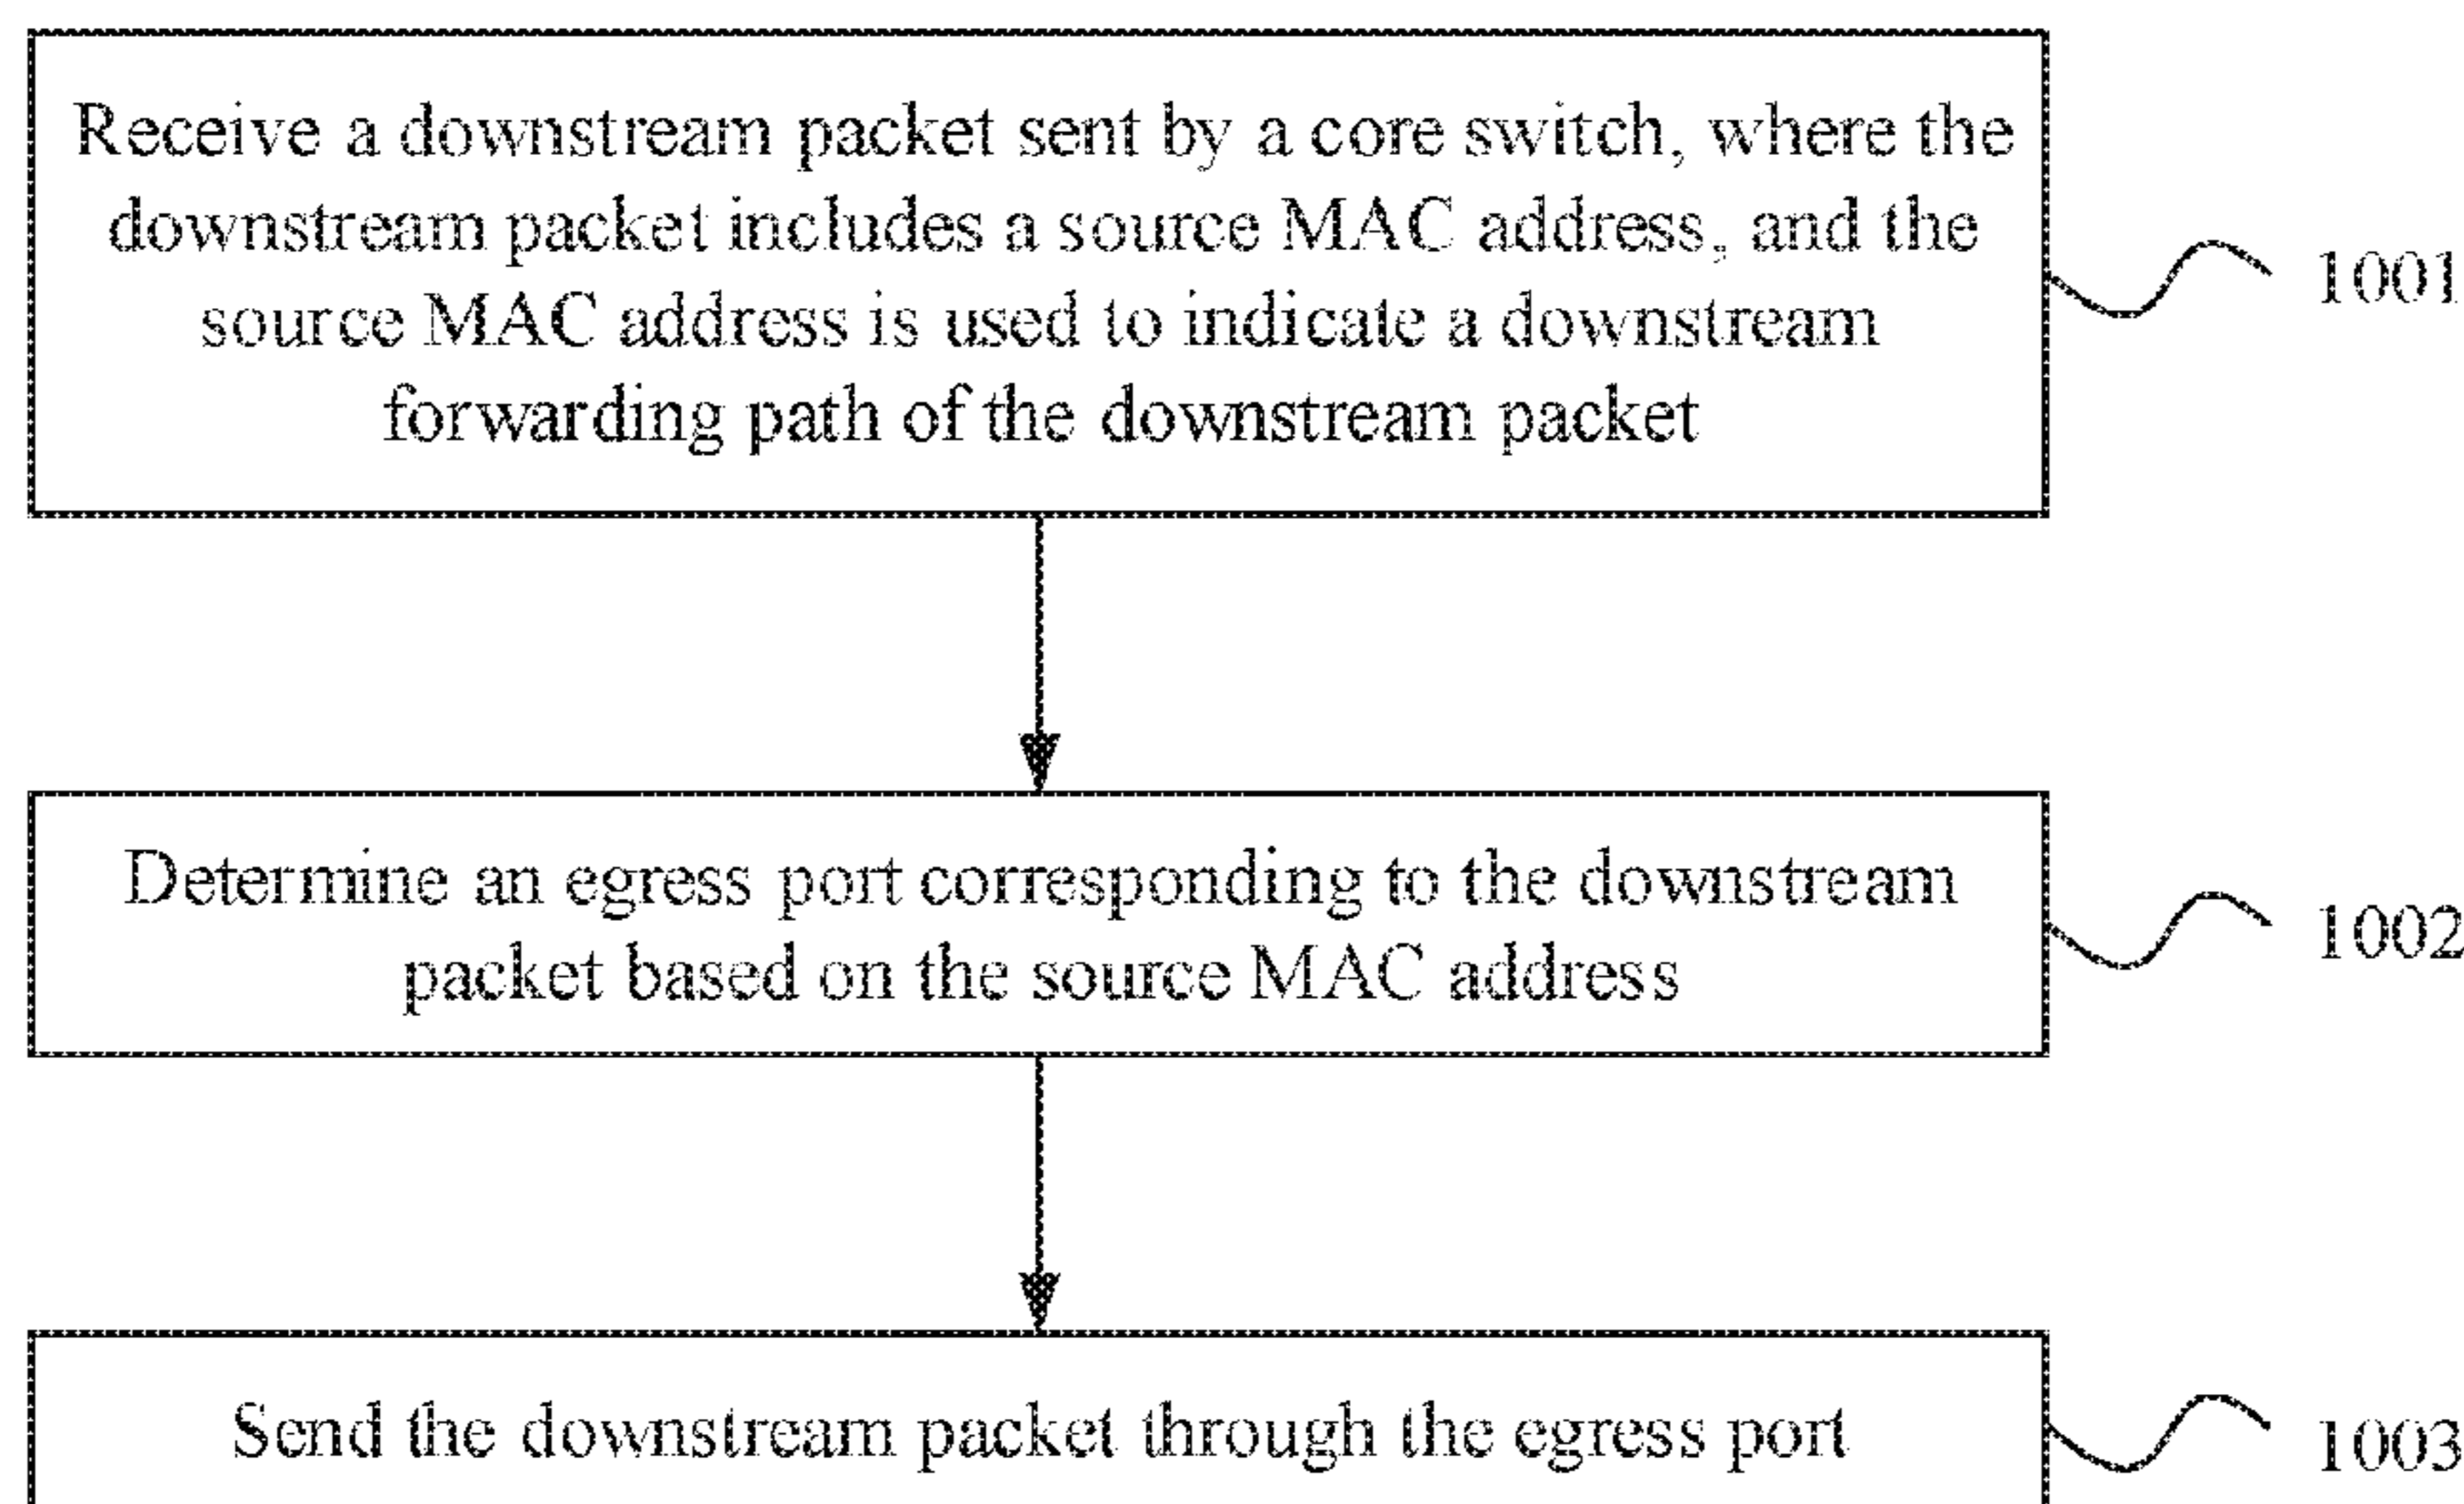 Receive a downstream packet sent by a core switch, where the
downstream packet includes a source MAC address, and the
source MAC address is used to indicate a downstream
forwarding path of the downstream packet
1001
Determine an egress port corresponding to the downstream
packet based on the source MAC address
1002
Send the downstream packet through the egress port
1003